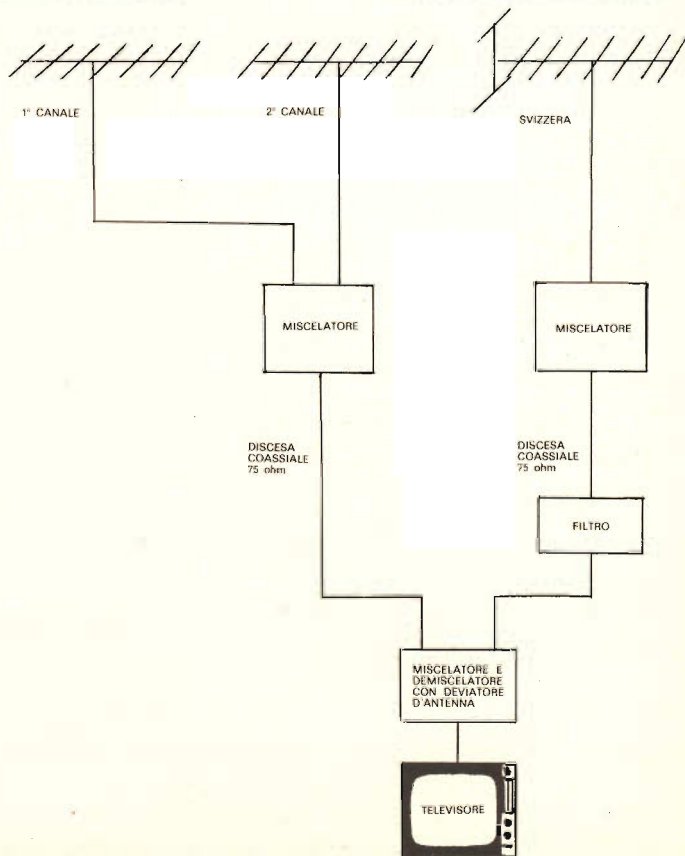 1° CANALE
2° CANALE
SVIZZERA
MISCELATORE
MISCELATORE
DISCESA
COASSIALE
75 ohm
DISCESA
COASSIALE
75 ohm
FILTRO
MISCELATORE E
DEMISCELATORE
CON DEVIATORE
D'ANTENNA
TELEVISORE